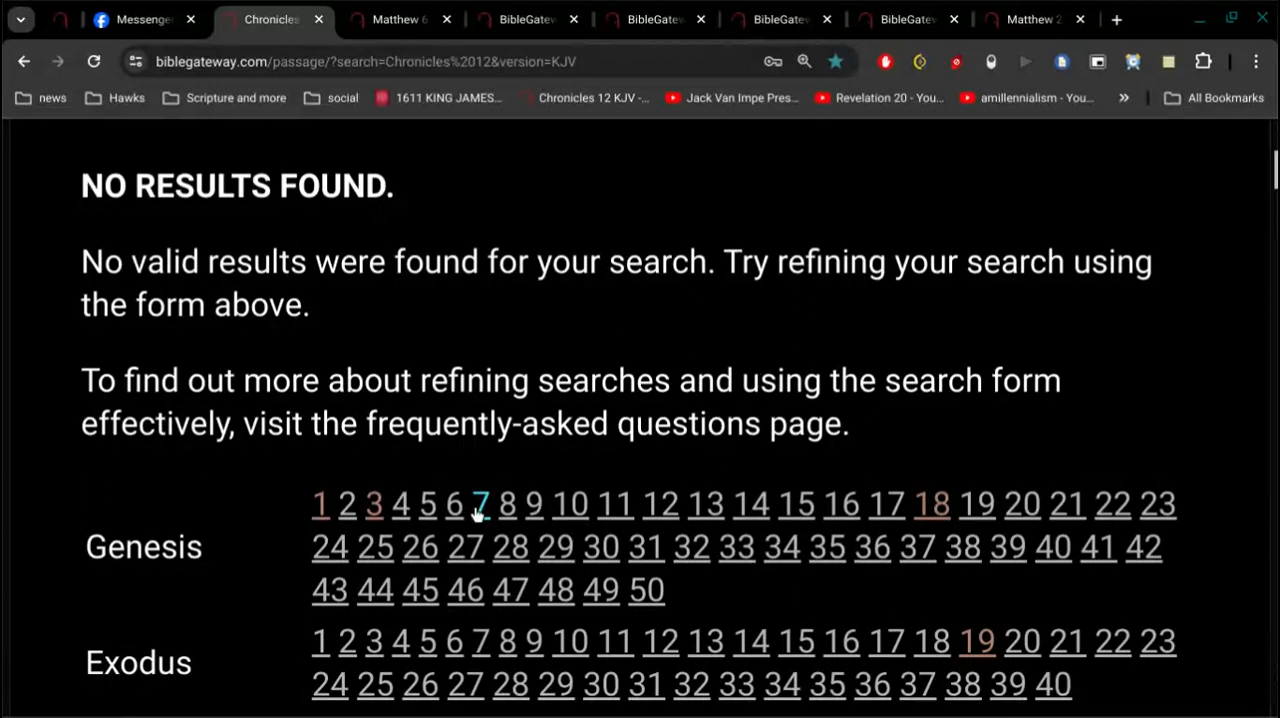 Messenge
Chronicles
Matthew 6
BibleGatew
BibleGatew
BibleGatew
BibleGatew
Matthew 2
biblegateway.com/passage/?search=Chronicles%2012&version=KJV
news
Hawks
Scripture and more
social
1611 KING JAMES...
Chronicles 12 KJV -...
Jack Van Impe Pres...
Revelation 20 - You...
amillennialism - You...
All Bookmarks
NO RESULTS FOUND.
No valid results were found for your search. Try refining your search using
the form above.
To find out more about refining searches and using the search form
effectively, visit the frequently-asked questions page.
Genesis
1 2 3 4 5 6 7 8 9 10 11 12 13 14 15 16 17 18 19 20 21 22 23
24 25 26 27 28 29 30 31 32 33 34 35 36 37 38 39 40 41 42
43 44 45 46 47 48 49 50
Exodus
1 2 3 4 5 6 7 8 9 10 11 12 13 14 15 16 17 18 19 20 21 22 23
24 25 26 27 28 29 30 31 32 33 34 35 36 37 38 39 40